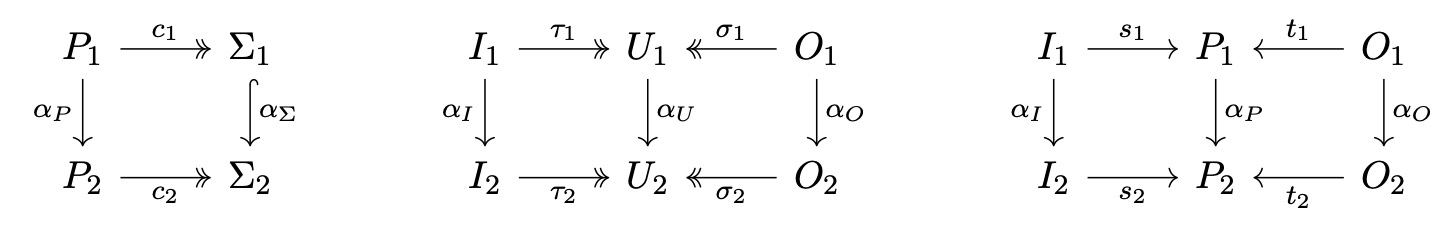 P₁ c₁ Σ₁ I₁ τ₁ U₁ σ₁ O₁ I₁ s₁ P₁ t₁ O₁
α_P α_Σ α_I α_U α_O α_I α_P α_O
P₂ c₂ Σ₂ I₂ τ₂ U₂ σ₂ O₂ I₂ s₂ P₂ t₂ O₂